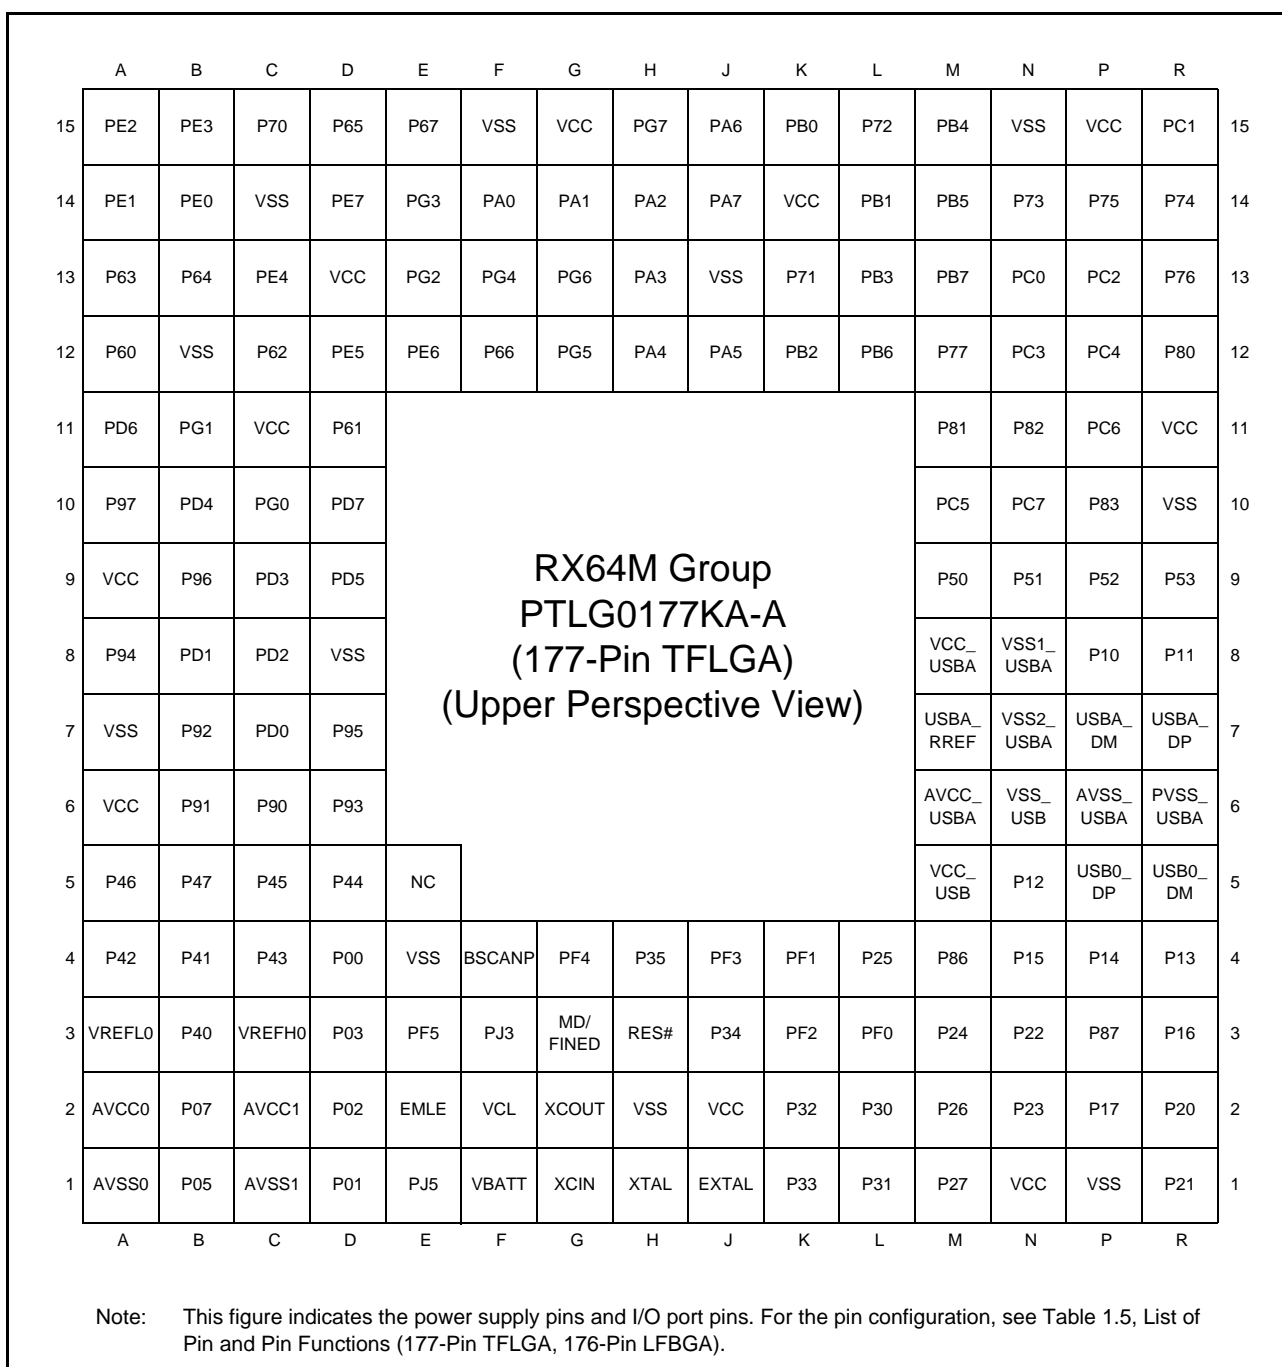 A B C D E F G H J K L M N P R
15 PE2 PE3 P70 P65 P67 VSS VCC PG7 PA6 PB0 P72 PB4 VSS VCC PC1 15
14 PE1 PE0 VSS PE7 PG3 PA0 PA1 PA2 PA7 VCC PB1 PB5 P73 P75 P74 14
13 P63 P64 PE4 VCC PG2 PG4 PG6 PA3 VSS P71 PB3 PB7 PC0 PC2 P76 13
12 P60 VSS P62 PE5 PE6 P66 PG5 PA4 PA5 PB2 PB6 P77 PC3 PC4 P80 12
11 PD6 PG1 VCC P61 P81 P82 PC6 VCC 11
10 P97 PD4 PG0 PD7 PC5 PC7 P83 VSS 10
9 VCC P96 PD3 PD5 P50 P51 P52 P53 9
RX64M Group
PTLG0177KA-A
(177-Pin TFLGA)
(Upper Perspective View)
8 P94 PD1 PD2 VSS VCC_ USBA VSS1_ USBA P10 P11 8
7 VSS P92 PD0 P95 USBA_ RREF VSS2_ USBA USBA_ DM USBA_ DP 7
6 VCC P91 P90 P93 AVCC_ USBA VSS_ USB AVSS_ USBA PVSS_ USBA 6
5 P46 P47 P45 P44 NC VCC_ USB P12 USB0_ DP USB0_ DM 5
4 P42 P41 P43 P00 VSS BSCANP PF4 P35 PF3 PF1 P25 P86 P15 P14 P13 4
3 VREFL0 P40 VREFH0 P03 PF5 PJ3 MD/ FINED RES# P34 PF2 PF0 P24 P22 P87 P16 3
2 AVCC0 P07 AVCC1 P02 EMLE VCL XCOUT VSS VCC P32 P30 P26 P23 P17 P20 2
1 AVSS0 P05 AVSS1 P01 PJ5 VBATT XCIN XTAL EXTAL P33 P31 P27 VCC VSS P21 1
A B C D E F G H J K L M N P R
Note: This figure indicates the power supply pins and I/O port pins. For the pin configuration, see Table 1.5, List of
Pin and Pin Functions (177-Pin TFLGA, 176-Pin LFBGA).